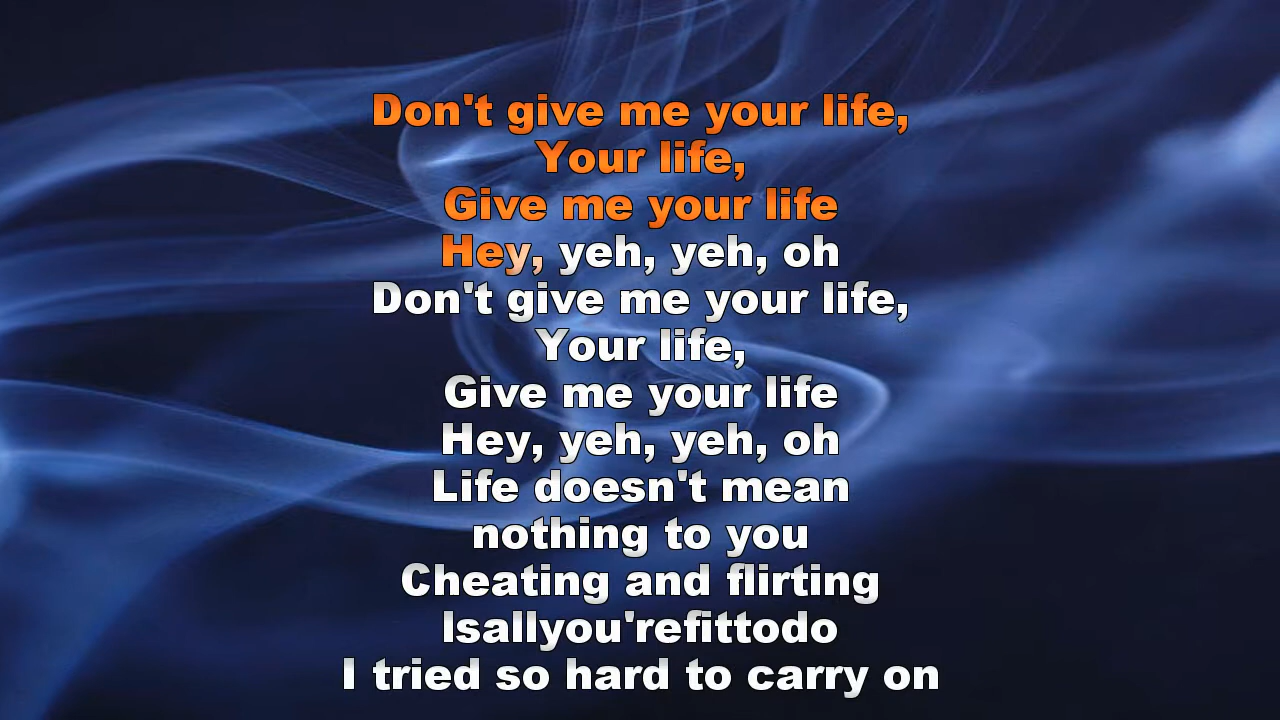 Don't give me your life,
Your life,
Give me your life
Hey, yeh, yeh, oh
Don't give me your life,
Your life,
Give me your life
Hey, yeh, yeh, oh
Life doesn't mean
nothing to you
Cheating and flirting
Isallyou'refittodo
I tried so hard to carry on